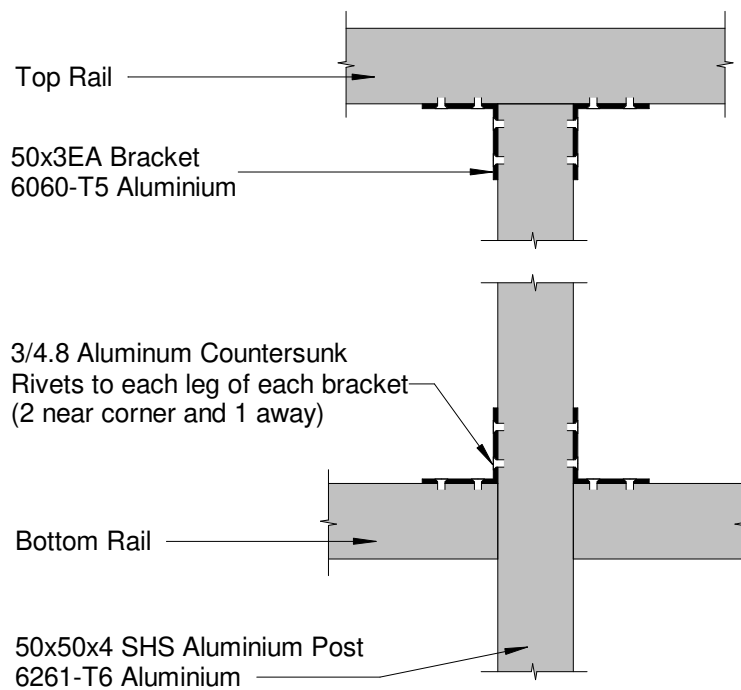 Top Rail
50x3EA Bracket
6060-T5 Aluminium
3/4.8 Aluminum Countersunk
Rivets to each leg of each bracket
(2 near corner and 1 away)
Bottom Rail
50x50x4 SHS Aluminium Post
6261-T6 Aluminium